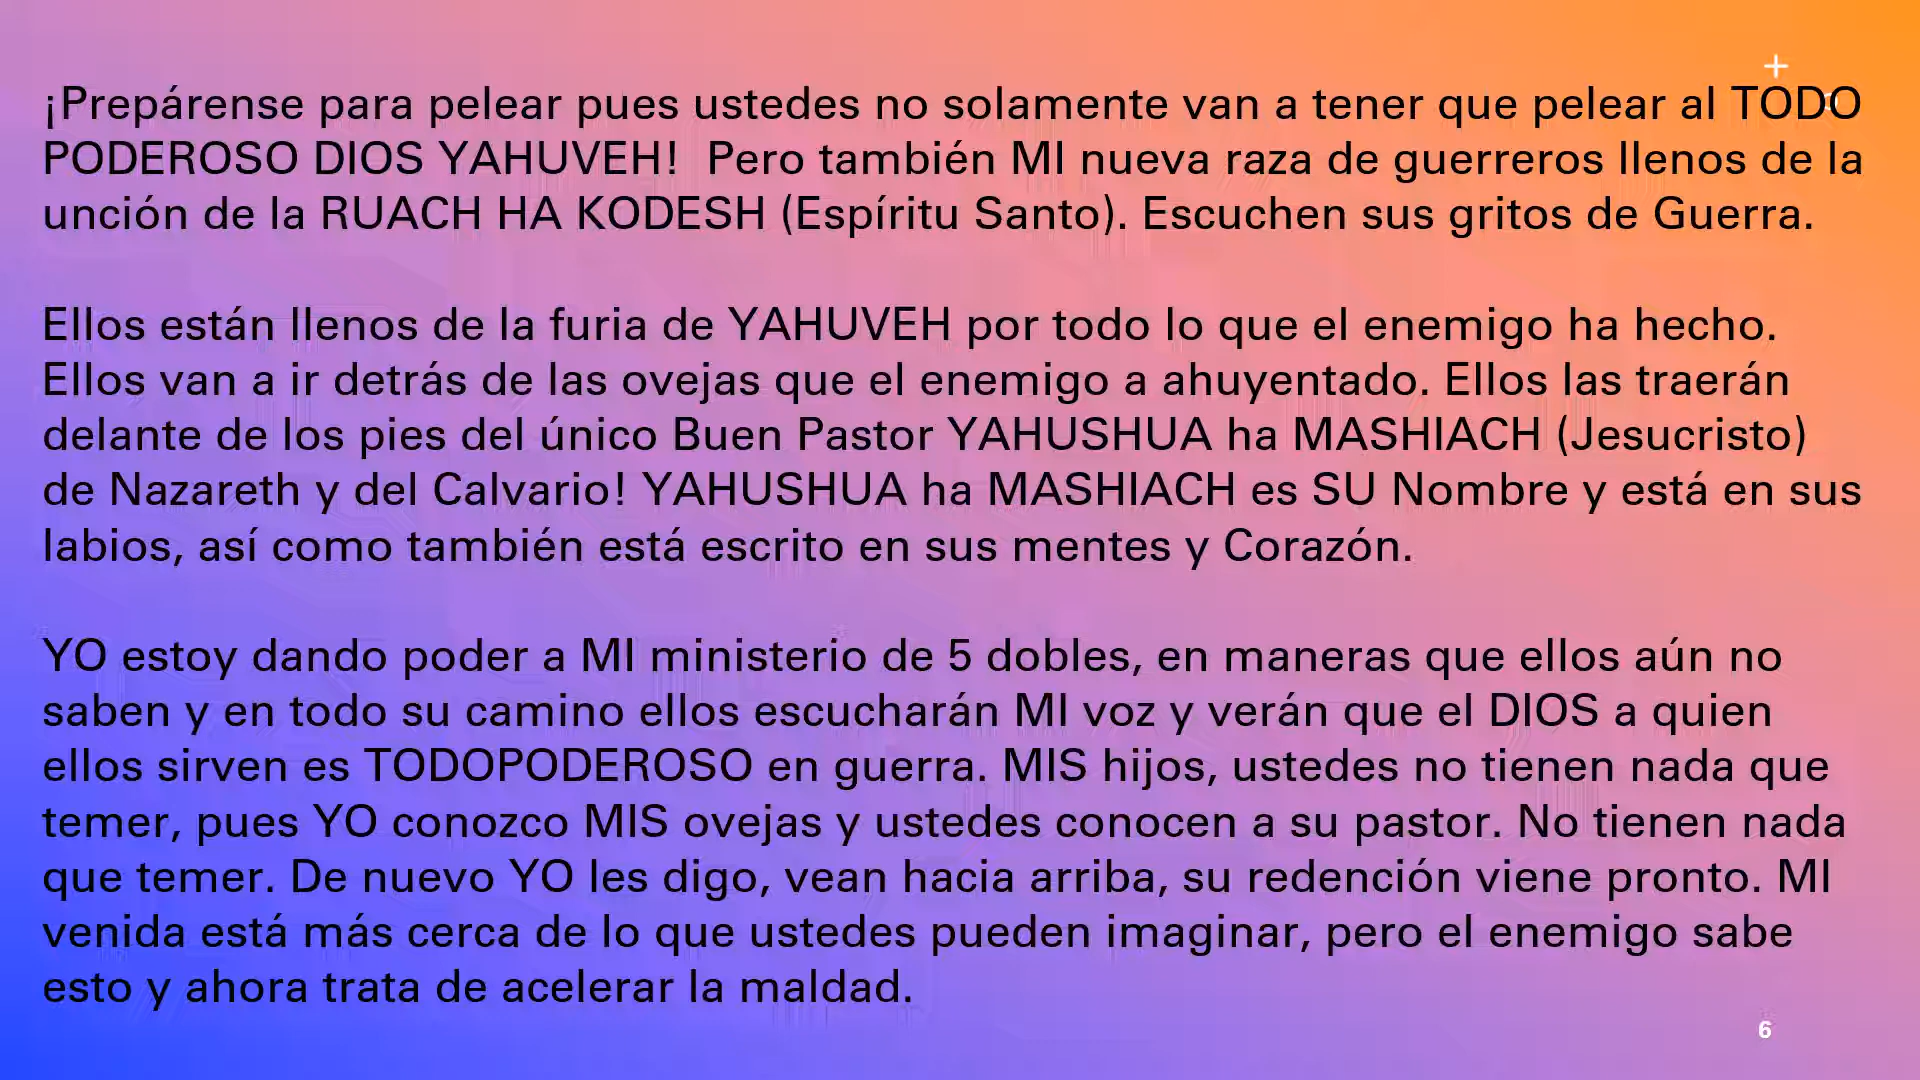 ¡Prepárense para pelear pues ustedes no solamente van a tener que pelear al TODO
PODEROSO DIOS YAHUVEH!  Pero también MI nueva raza de guerreros llenos de la
unción de la RUACH HA KODESH (Espíritu Santo). Escuchen sus gritos de Guerra.
Ellos están llenos de la furia de YAHUVEH por todo lo que el enemigo ha hecho.
Ellos van a ir detrás de las ovejas que el enemigo a ahuyentado. Ellos las traerán
delante de los pies del único Buen Pastor YAHUSHUA ha MASHIACH (Jesucristo)
de Nazareth y del Calvario! YAHUSHUA ha MASHIACH es SU Nombre y está en sus
labios, así como también está escrito en sus mentes y Corazón.
YO estoy dando poder a MI ministerio de 5 dobles, en maneras que ellos aún no
saben y en todo su camino ellos escucharán MI voz y verán que el DIOS a quien
ellos sirven es TODOPODEROSO en guerra. MIS hijos, ustedes no tienen nada que
temer, pues YO conozco MIS ovejas y ustedes conocen a su pastor. No tienen nada
que temer. De nuevo YO les digo, vean hacia arriba, su redención viene pronto. MI
venida está más cerca de lo que ustedes pueden imaginar, pero el enemigo sabe
esto y ahora trata de acelerar la maldad.
6